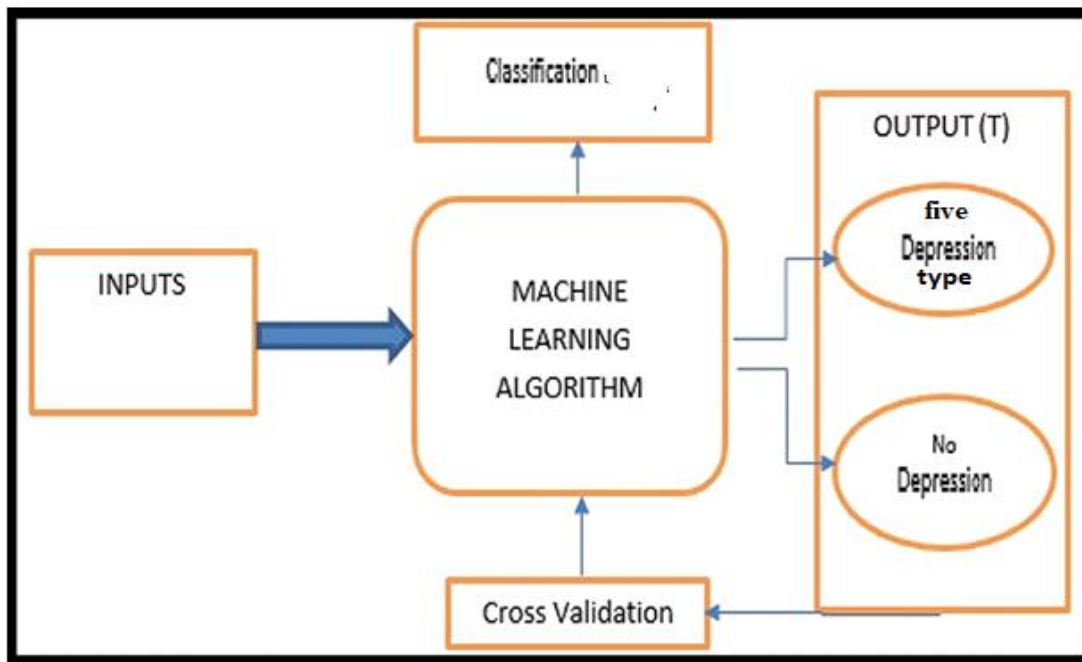 Classification
INPUTS
MACHINE
LEARNING
ALGORITHM
OUTPUT (T)
five
Depression
type
No
Depression
Cross Validation